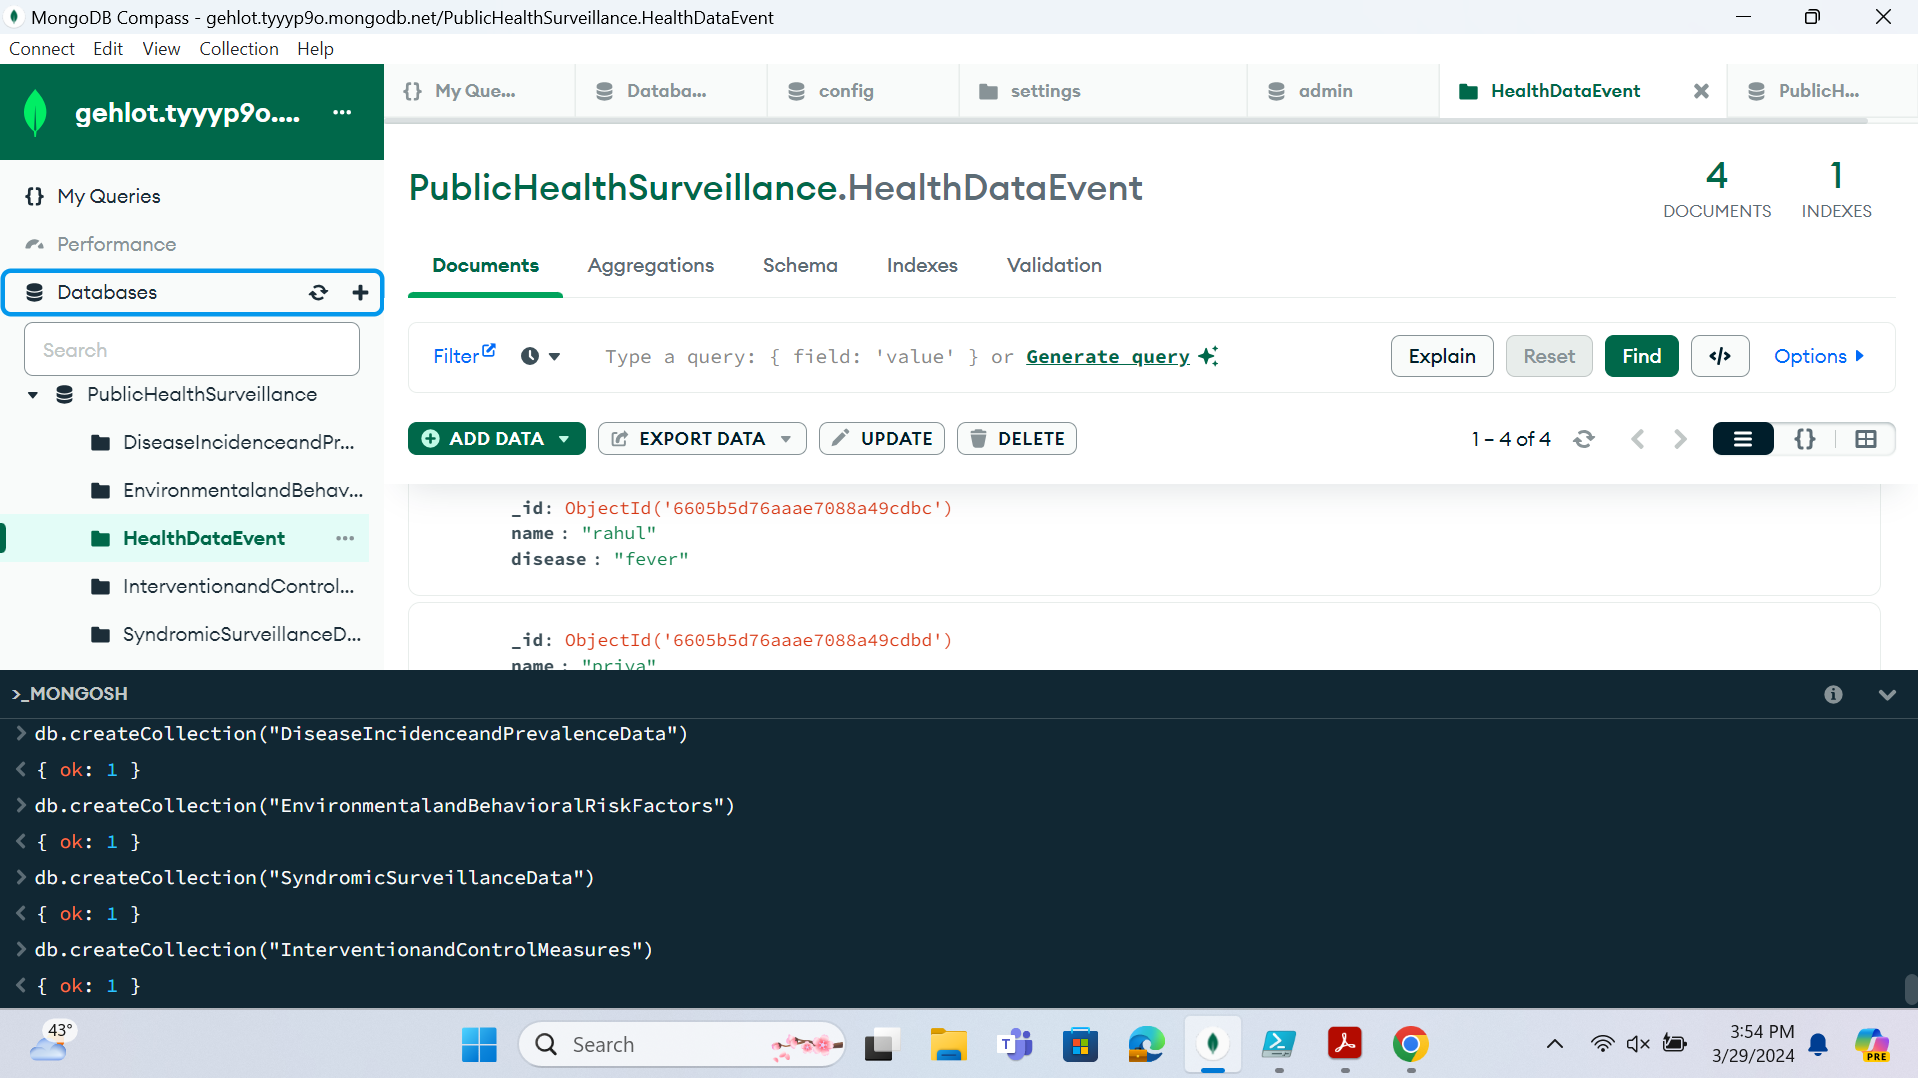 MongoDB Compass - gehlot.tyyyp9o.mongodb.net/PublicHealthSurveillance.HealthDataEvent
Connect Edit View Collection Help
gehlot.tyyyp9o.... ...
{} My Que... Databa... config settings admin HealthDataEvent PublicH...
My Queries
Performance
Databases
Search
PublicHealthSurveillance
DiseaseIncidenceandPr...
EnvironmentalandBehav...
HealthDataEvent ...
InterventionandControl...
SyndromicSurveillanceD...
PublicHealthSurveillance.HealthDataEvent
4 DOCUMENTS
1 INDEXES
Documents Aggregations Schema Indexes Validation
Filter Type a query: { field: 'value' } or Generate query Explain Reset Find </> Options
ADD DATA EXPORT DATA UPDATE DELETE 1 – 4 of 4 {}
_id: ObjectId('6605b5d76aaae7088a49cdbc')
name : "rahul"
disease : "fever"
_id: ObjectId('6605b5d76aaae7088a49cdbd')
name : "priya"
>_MONGOSH
> db.createCollection("DiseaseIncidenceandPrevalenceData")
< { ok: 1 }
> db.createCollection("EnvironmentalandBehavioralRiskFactors")
< { ok: 1 }
> db.createCollection("SyndromicSurveillanceData")
< { ok: 1 }
> db.createCollection("InterventionandControlMeasures")
< { ok: 1 }
43°
Search
3:54 PM
3/29/2024
PRE